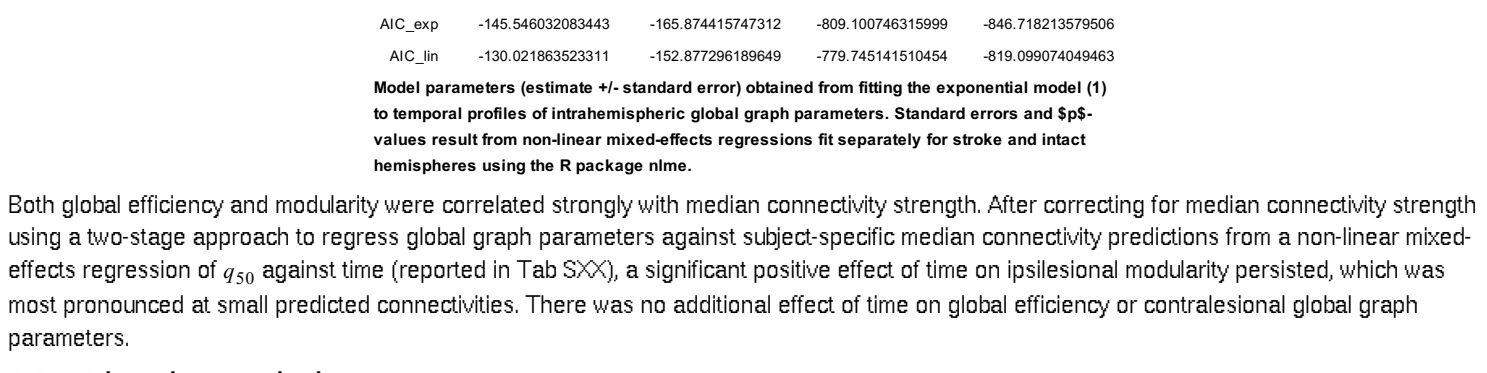 AIC_exp -145.546032083443 -165.874415747312 -809.100746315999 -846.718213579506
AIC_lin -130.021863523311 -152.877296189649 -779.745141510454 -819.099074049463
Model parameters (estimate +/- standard error) obtained from fitting the exponential model (1)
to temporal profiles of intrahemispheric global graph parameters. Standard errors and $p$-
values result from non-linear mixed-effects regressions fit separately for stroke and intact
hemispheres using the R package nlme.
Both global efficiency and modularity were correlated strongly with median connectivity strength. After correcting for median connectivity strength
using a two-stage approach to regress global graph parameters against subject-specific median connectivity predictions from a non-linear mixed-
effects regression of q50 against time (reported in Tab SXX), a significant positive effect of time on ipsilesional modularity persisted, which was
most pronounced at small predicted connectivities. There was no additional effect of time on global efficiency or contralesional global graph
parameters.